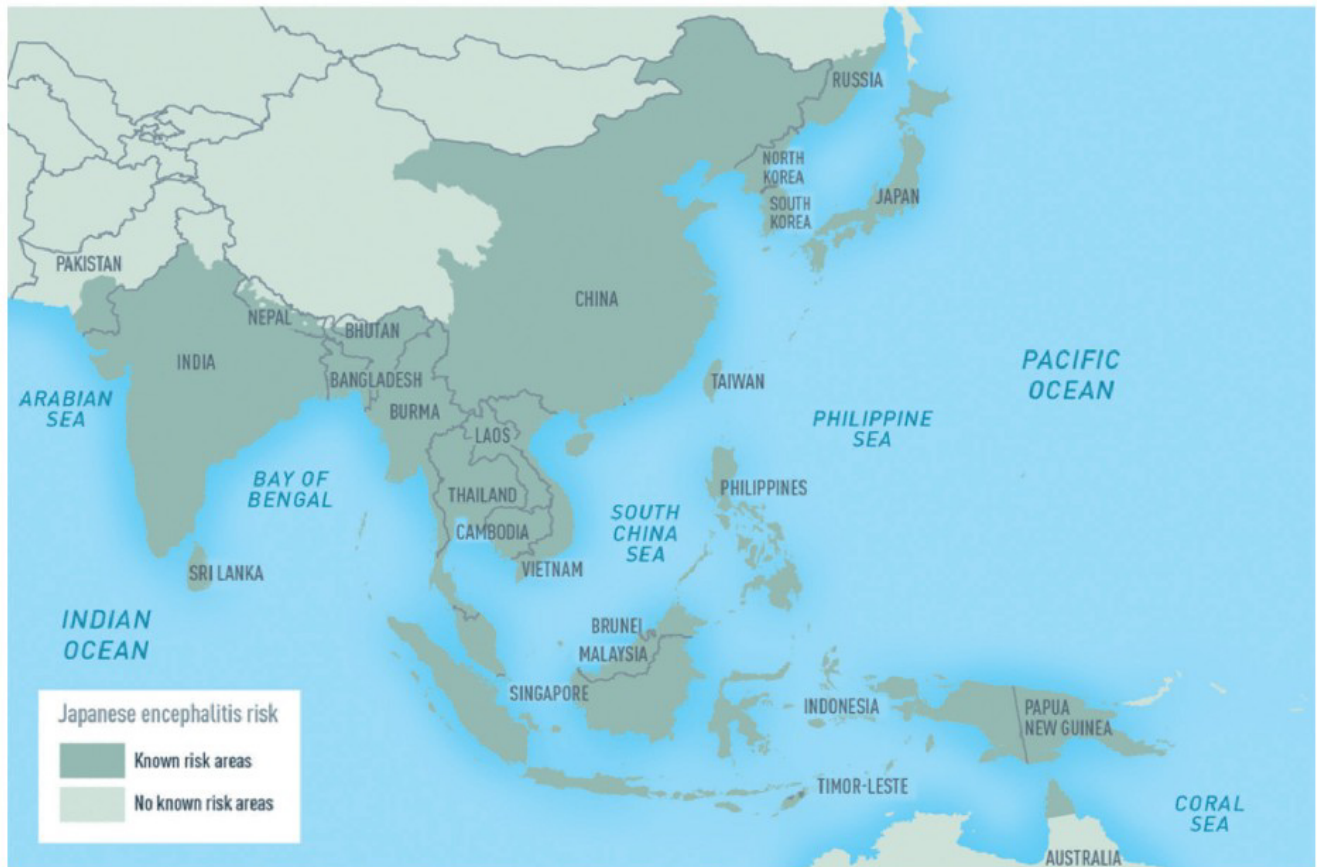 RUSSIA
NORTH
KOREA
SOUTH
KOREA
JAPAN
PAKISTAN
CHINA
NEPAL
BHUTAN
INDIA
BANGLADESH
TAIWAN
PACIFIC
OCEAN
ARABIAN
SEA
BURMA
PHILIPPINE
SEA
LAOS
BAY OF
BENGAL
THAILAND
PHILIPPINES
SOUTH
CHINA
SEA
CAMBODIA
VIETNAM
SRI LANKA
INDIAN
OCEAN
BRUNEI
MALAYSIA
SINGAPORE
INDONESIA
PAPUA
NEW GUINEA
TIMOR-LESTE
CORAL
SEA
AUSTRALIA
Japanese encephalitis risk
Known risk areas
No known risk areas